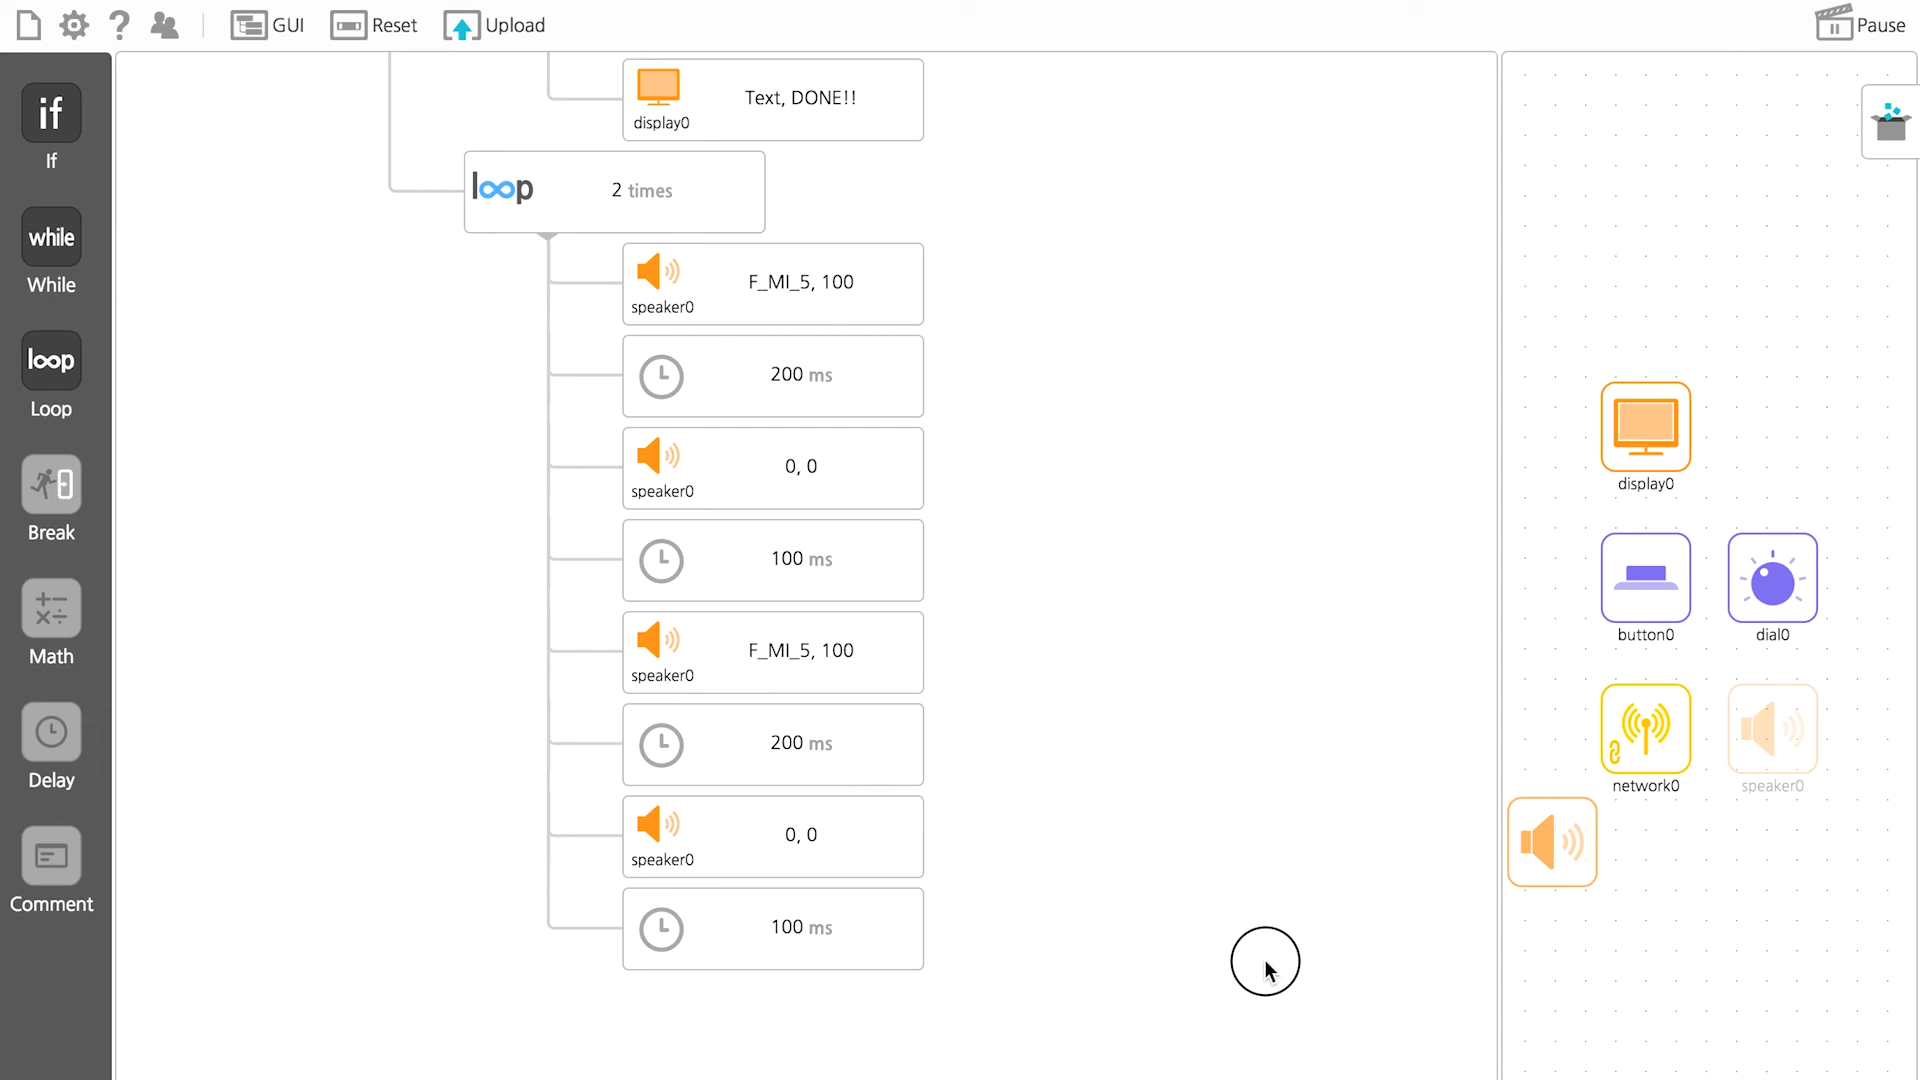 GUI
Reset
Upload
Pause
if
If
while
While
loop
Loop
Break
Math
Delay
Comment
display0
Text, DONE!!
loop
2 times
speaker0
F_MI_5, 100
200 ms
speaker0
0, 0
100 ms
speaker0
F_MI_5, 100
200 ms
speaker0
0, 0
100 ms
display0
button0
dial0
network0
speaker0